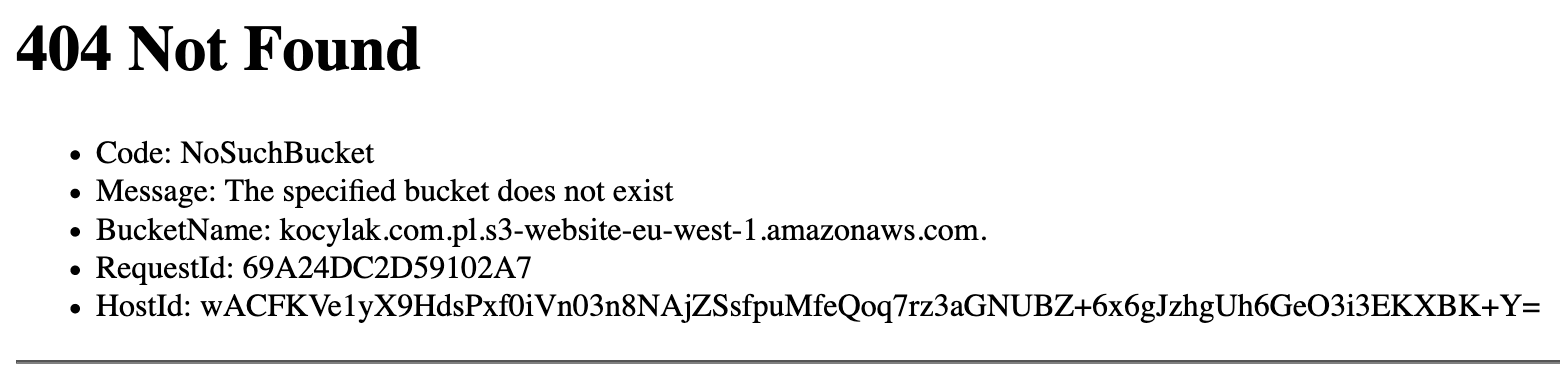 404 Not Found
Code: NoSuchBucket
Message: The specified bucket does not exist
BucketName: kocylak.com.pl.s3-website-eu-west-1.amazonaws.com.
RequestId: 69A24DC2D59102A7
HostId: wACFKVe1yX9HdsPxf0iVn03n8NAjZSsfpuMfeQoq7rz3aGNUBZ+6x6gJzhgUh6GeO3i3EKXBK+Y=